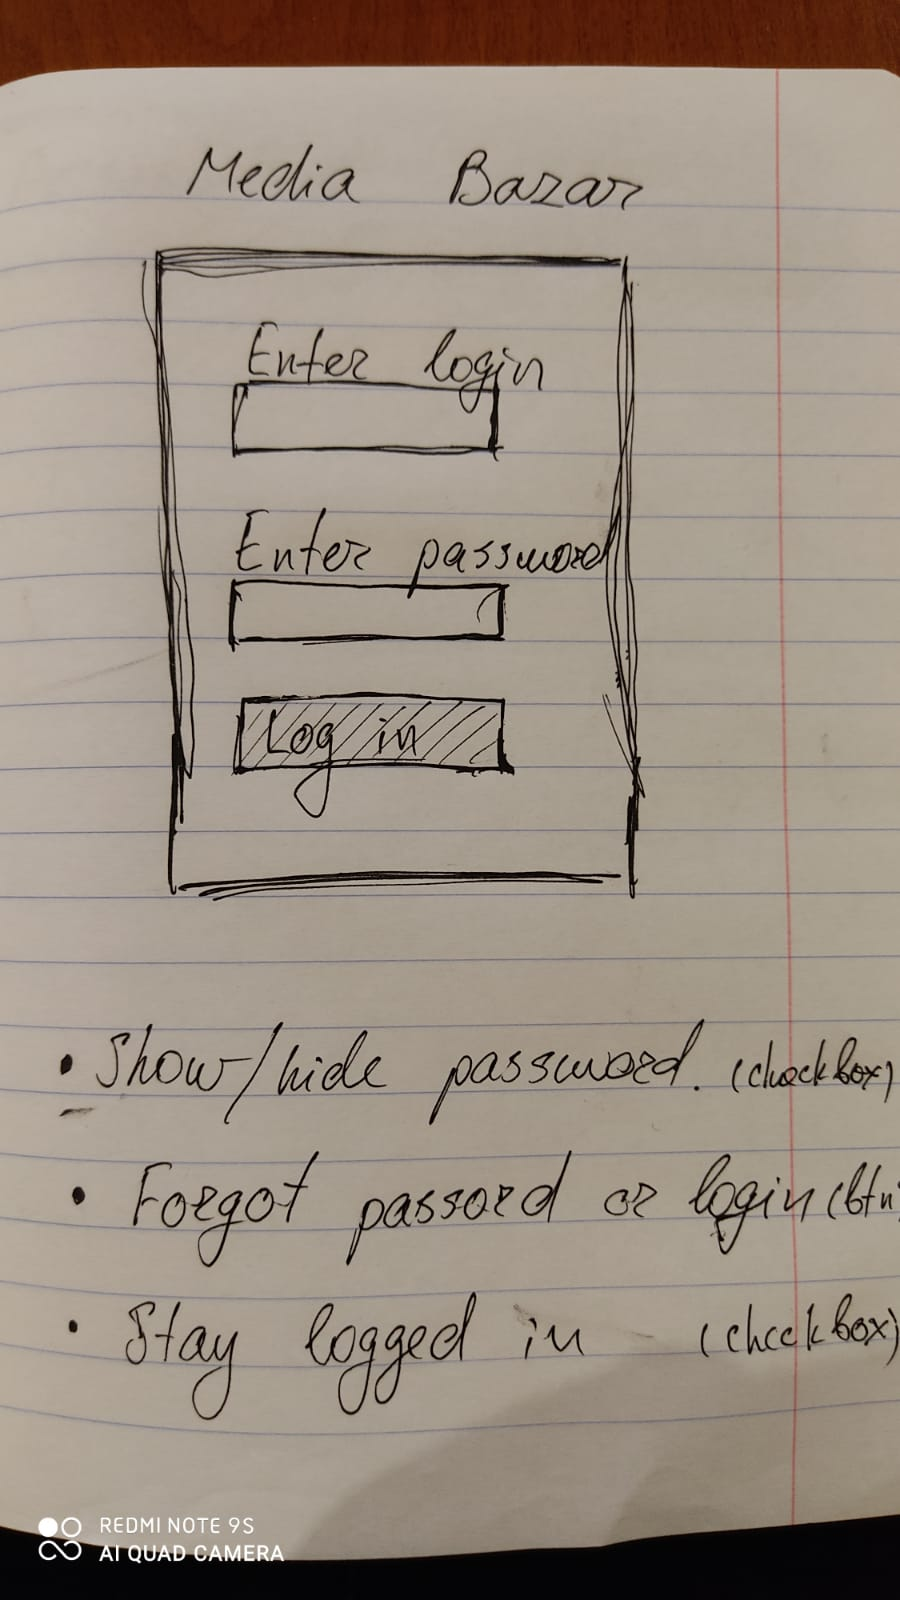 Media Bazar
Enter login
Enter password
Log in
• Show/hide password. (checkbox)
• Forgot passord or login (btn
• Stay logged in (checkbox)
REDMI NOTE 9S
AI QUAD CAMERA